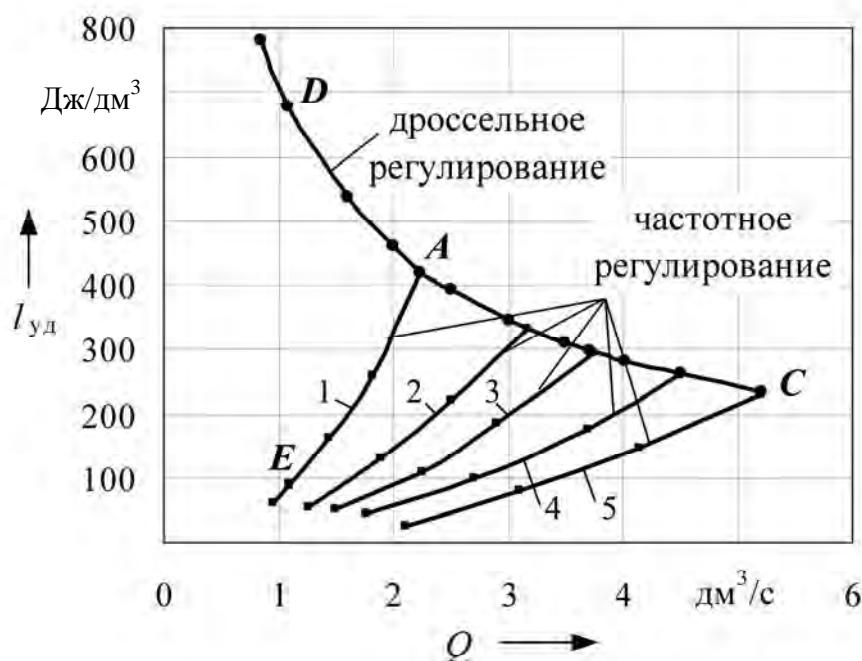 800
Дж/дм³
600
500
400
300
200
100
l уд
D
дроссельное
регулирование
A
частотное
регулирование
1
2
3
4
5
E
C
0 1 2 3 4 дм³/с 6
Q